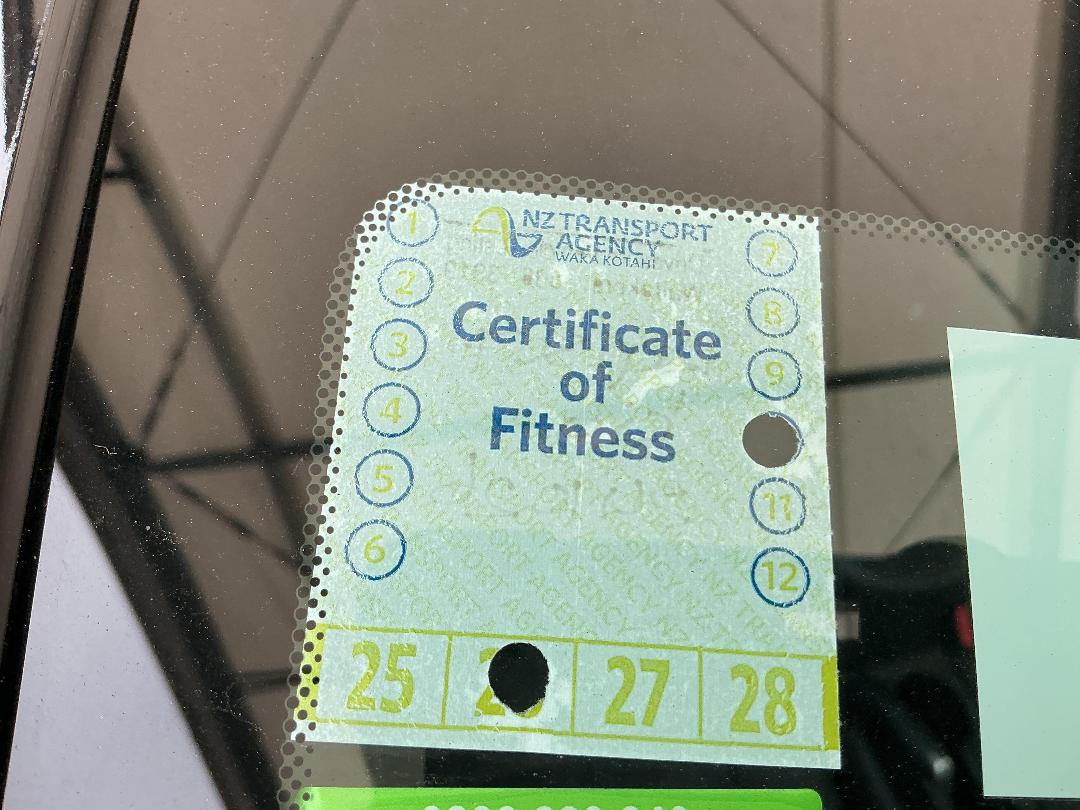 NZ TRANSPORT
AGENCY
WAKA KOTAHI
Certificate
of
Fitness
1
2
3
4
5
6
7
8
9
11
12
25
27
28